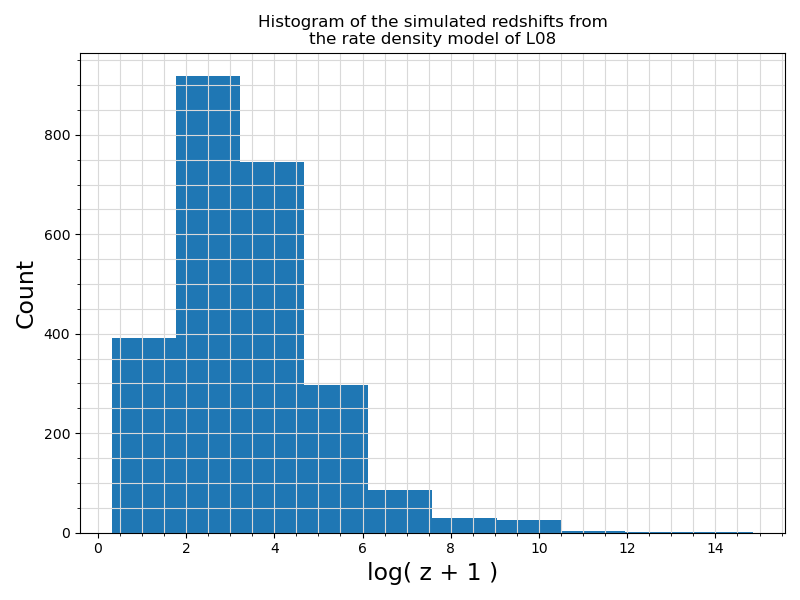 Histogram of the simulated redshifts from
the rate density model of L08
Count
800
600
400
200
0
0 2 4 6 8 10 12 14
log( z + 1 )